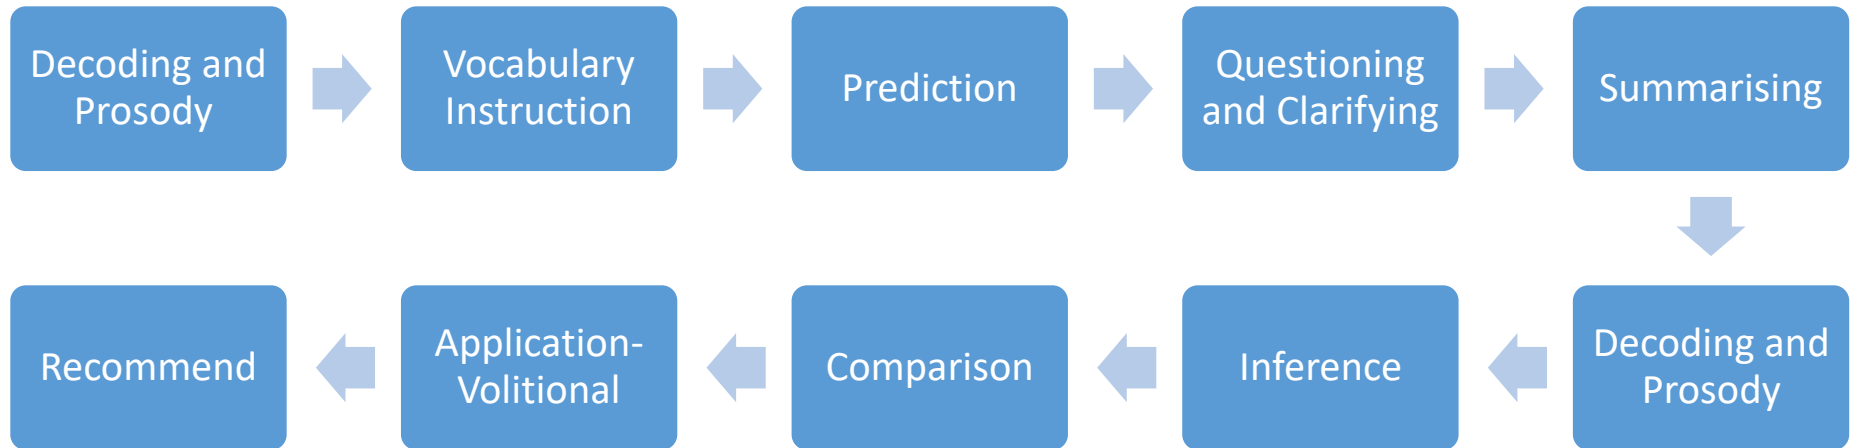 Decoding and
Prosody
Vocabulary
Instruction
Prediction
Questioning
and Clarifying
Summarising
Decoding and
Prosody
Inference
Comparison
Application-
Volitional
Recommend